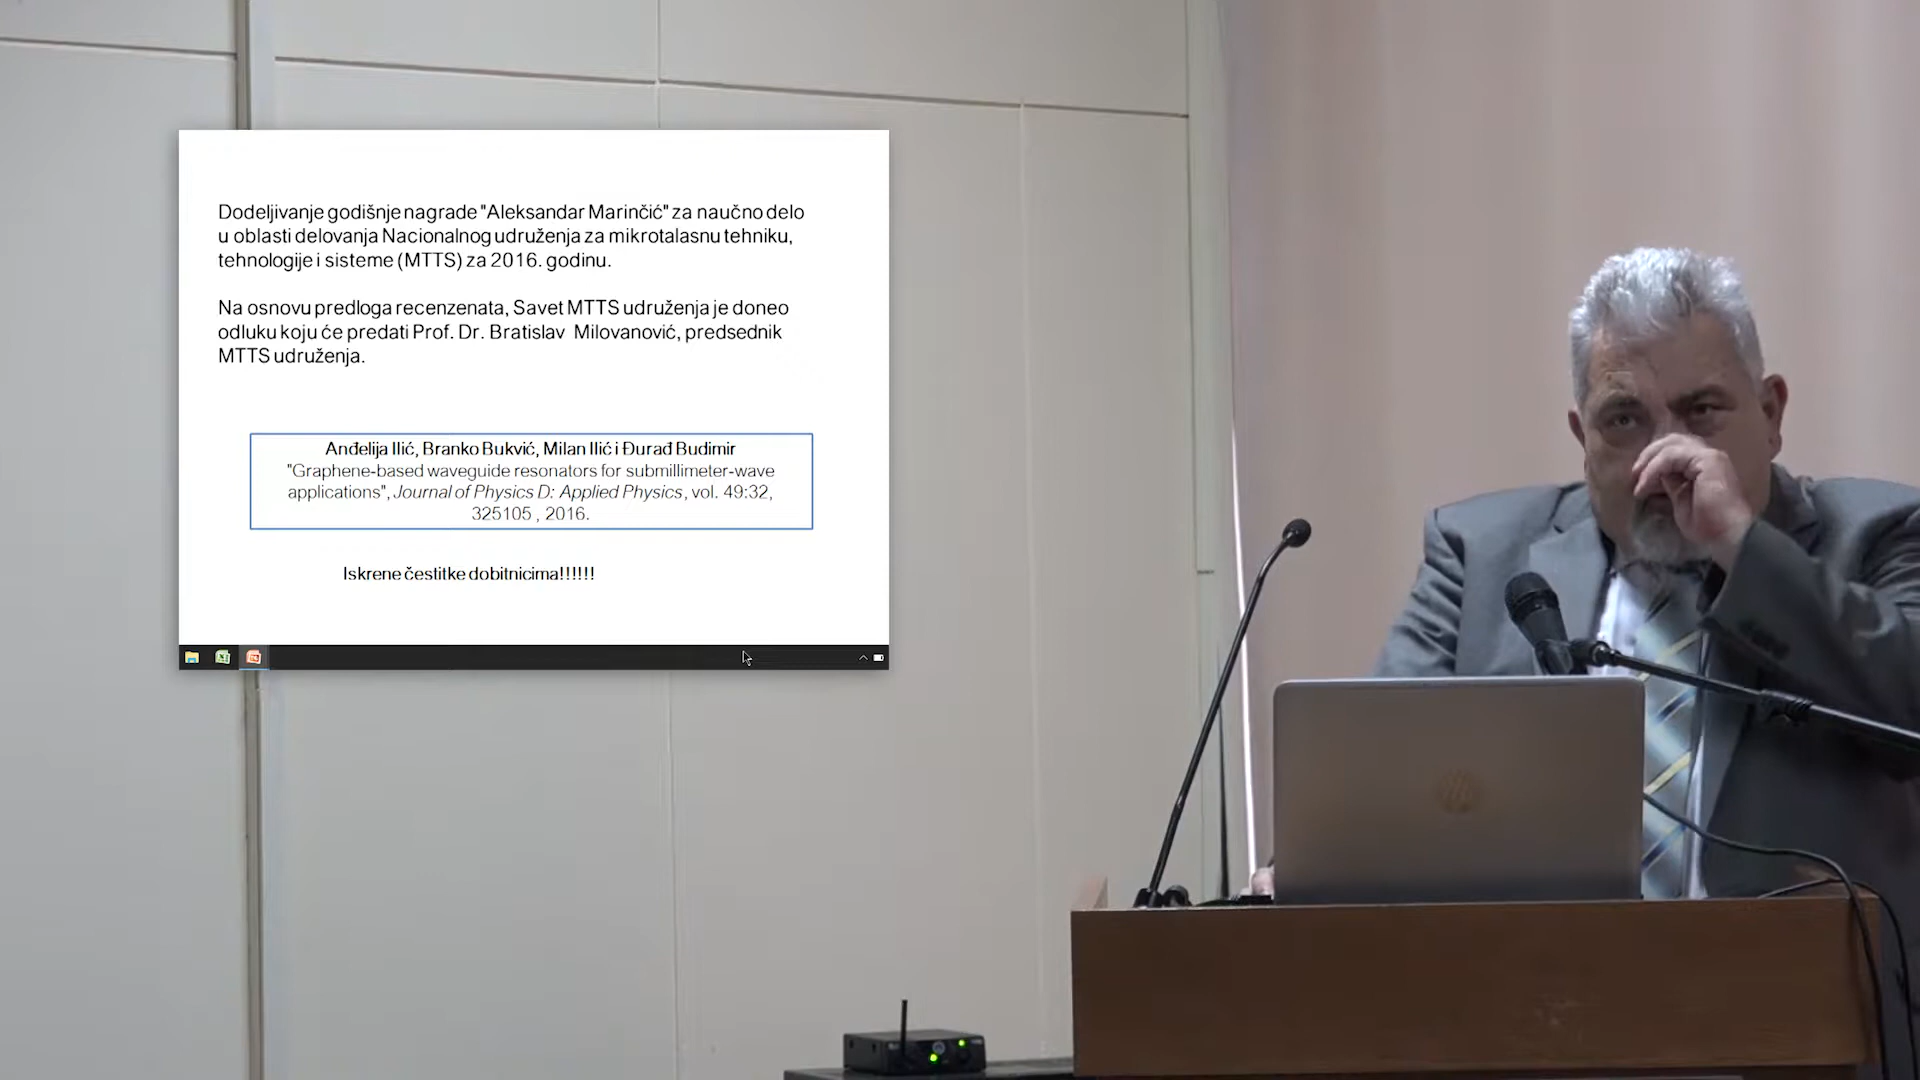 Dodeljivanje godišnje nagrade "Aleksandar Marinčić" za naučno delo
u oblasti delovanja Nacionalnog udruženja za mikrotalasnu tehniku,
tehnologije i sisteme (MTTS) za 2016. godinu.
Na osnovu predloga recenzenata, Savet MTTS udruženja je doneo
odluku koju će predati Prof. Dr. Bratislav Milovanović, predsednik
MTTS udruženja.
Anđelija Ilić, Branko Bukvić, Milan Ilić i Đurađ Budimir
"Graphene-based waveguide resonators for submillimeter-wave
applications", Journal of Physics D: Applied Physics, vol. 49:32,
325105 , 2016.
Iskrene čestitke dobitnicima!!!!!!